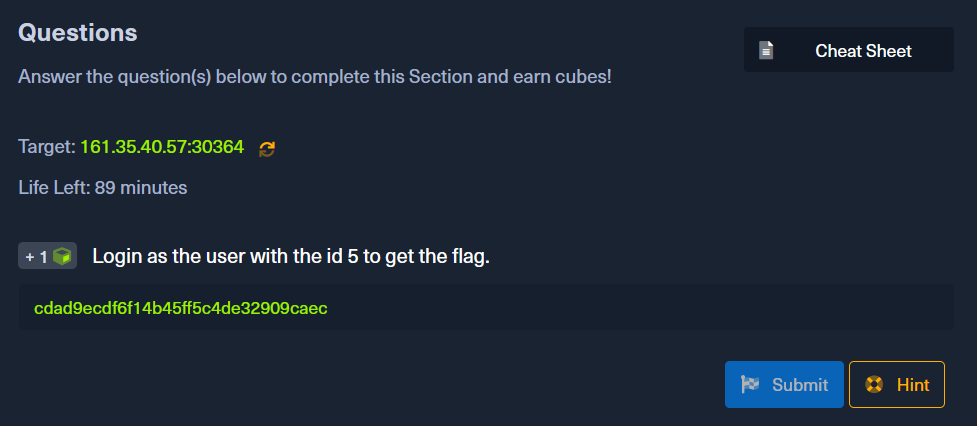 Questions
Cheat Sheet
Answer the question(s) below to complete this Section and earn cubes!
Target: 161.35.40.57:30364
Life Left: 89 minutes
+ 1 Login as the user with the id 5 to get the flag.
cdad9ecdf6f14b45ff5c4de32909caec
Submit
Hint